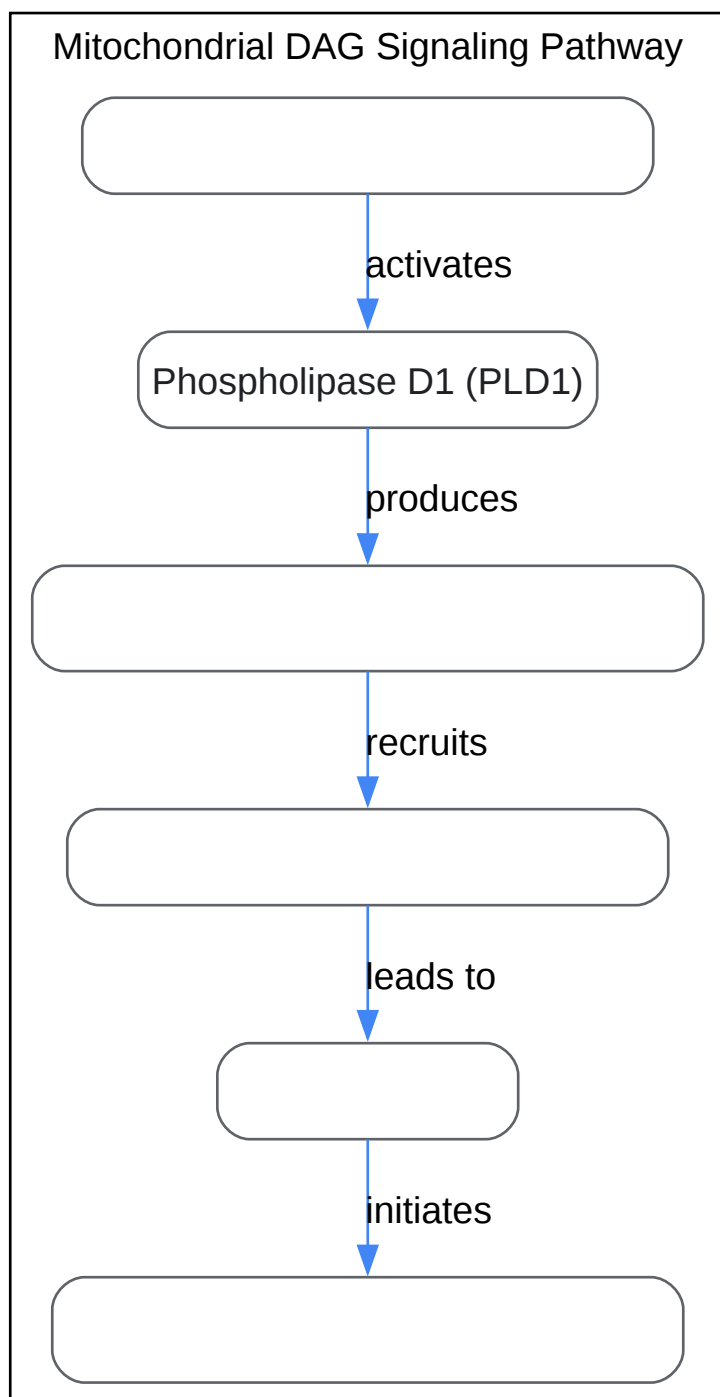 Mitochondrial DAG Signaling Pathway
activates
Phospholipase D1 (PLD1)
produces
recruits
leads to
initiates